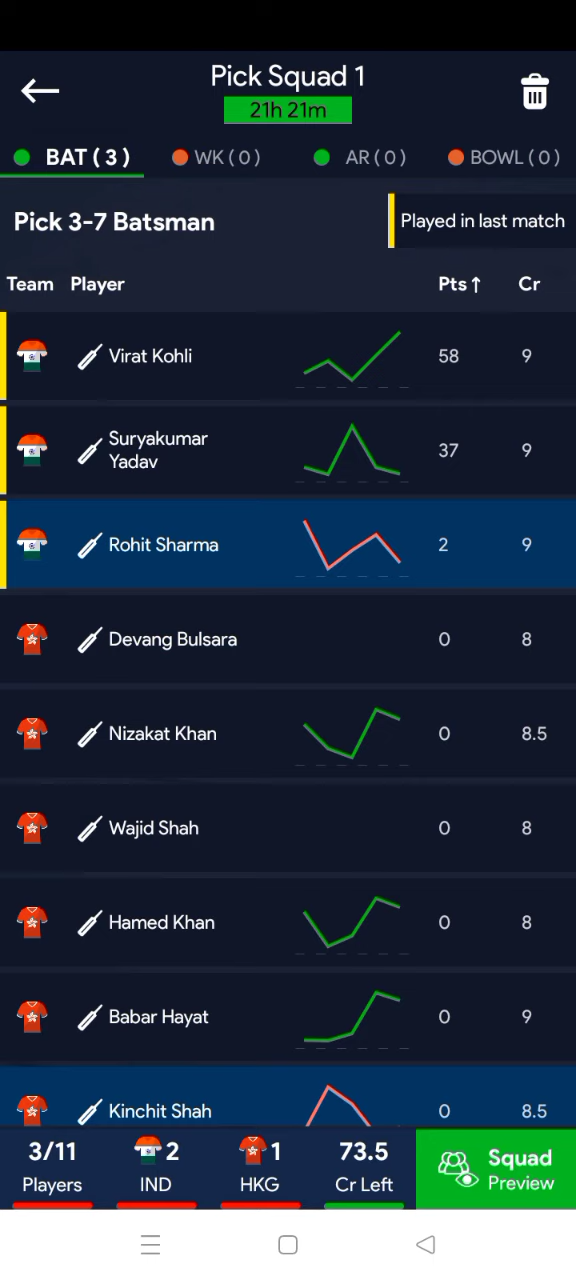 Pick Squad 1
21h 21m
BAT ( 3 ) WK ( 0 ) AR ( 0 ) BOWL ( 0 )
Pick 3-7 Batsman Played in last match
Team Player Pts↑ Cr
Virat Kohli 58 9
Suryakumar
Yadav 37 9
Rohit Sharma 2 9
Devang Bulsara 0 8
Nizakat Khan 0 8.5
Wajid Shah 0 8
Hamed Khan 0 8
Babar Hayat 0 9
Kinchit Shah 0 8.5
3/11 2 1 73.5 Squad
Players IND HKG Cr Left Preview